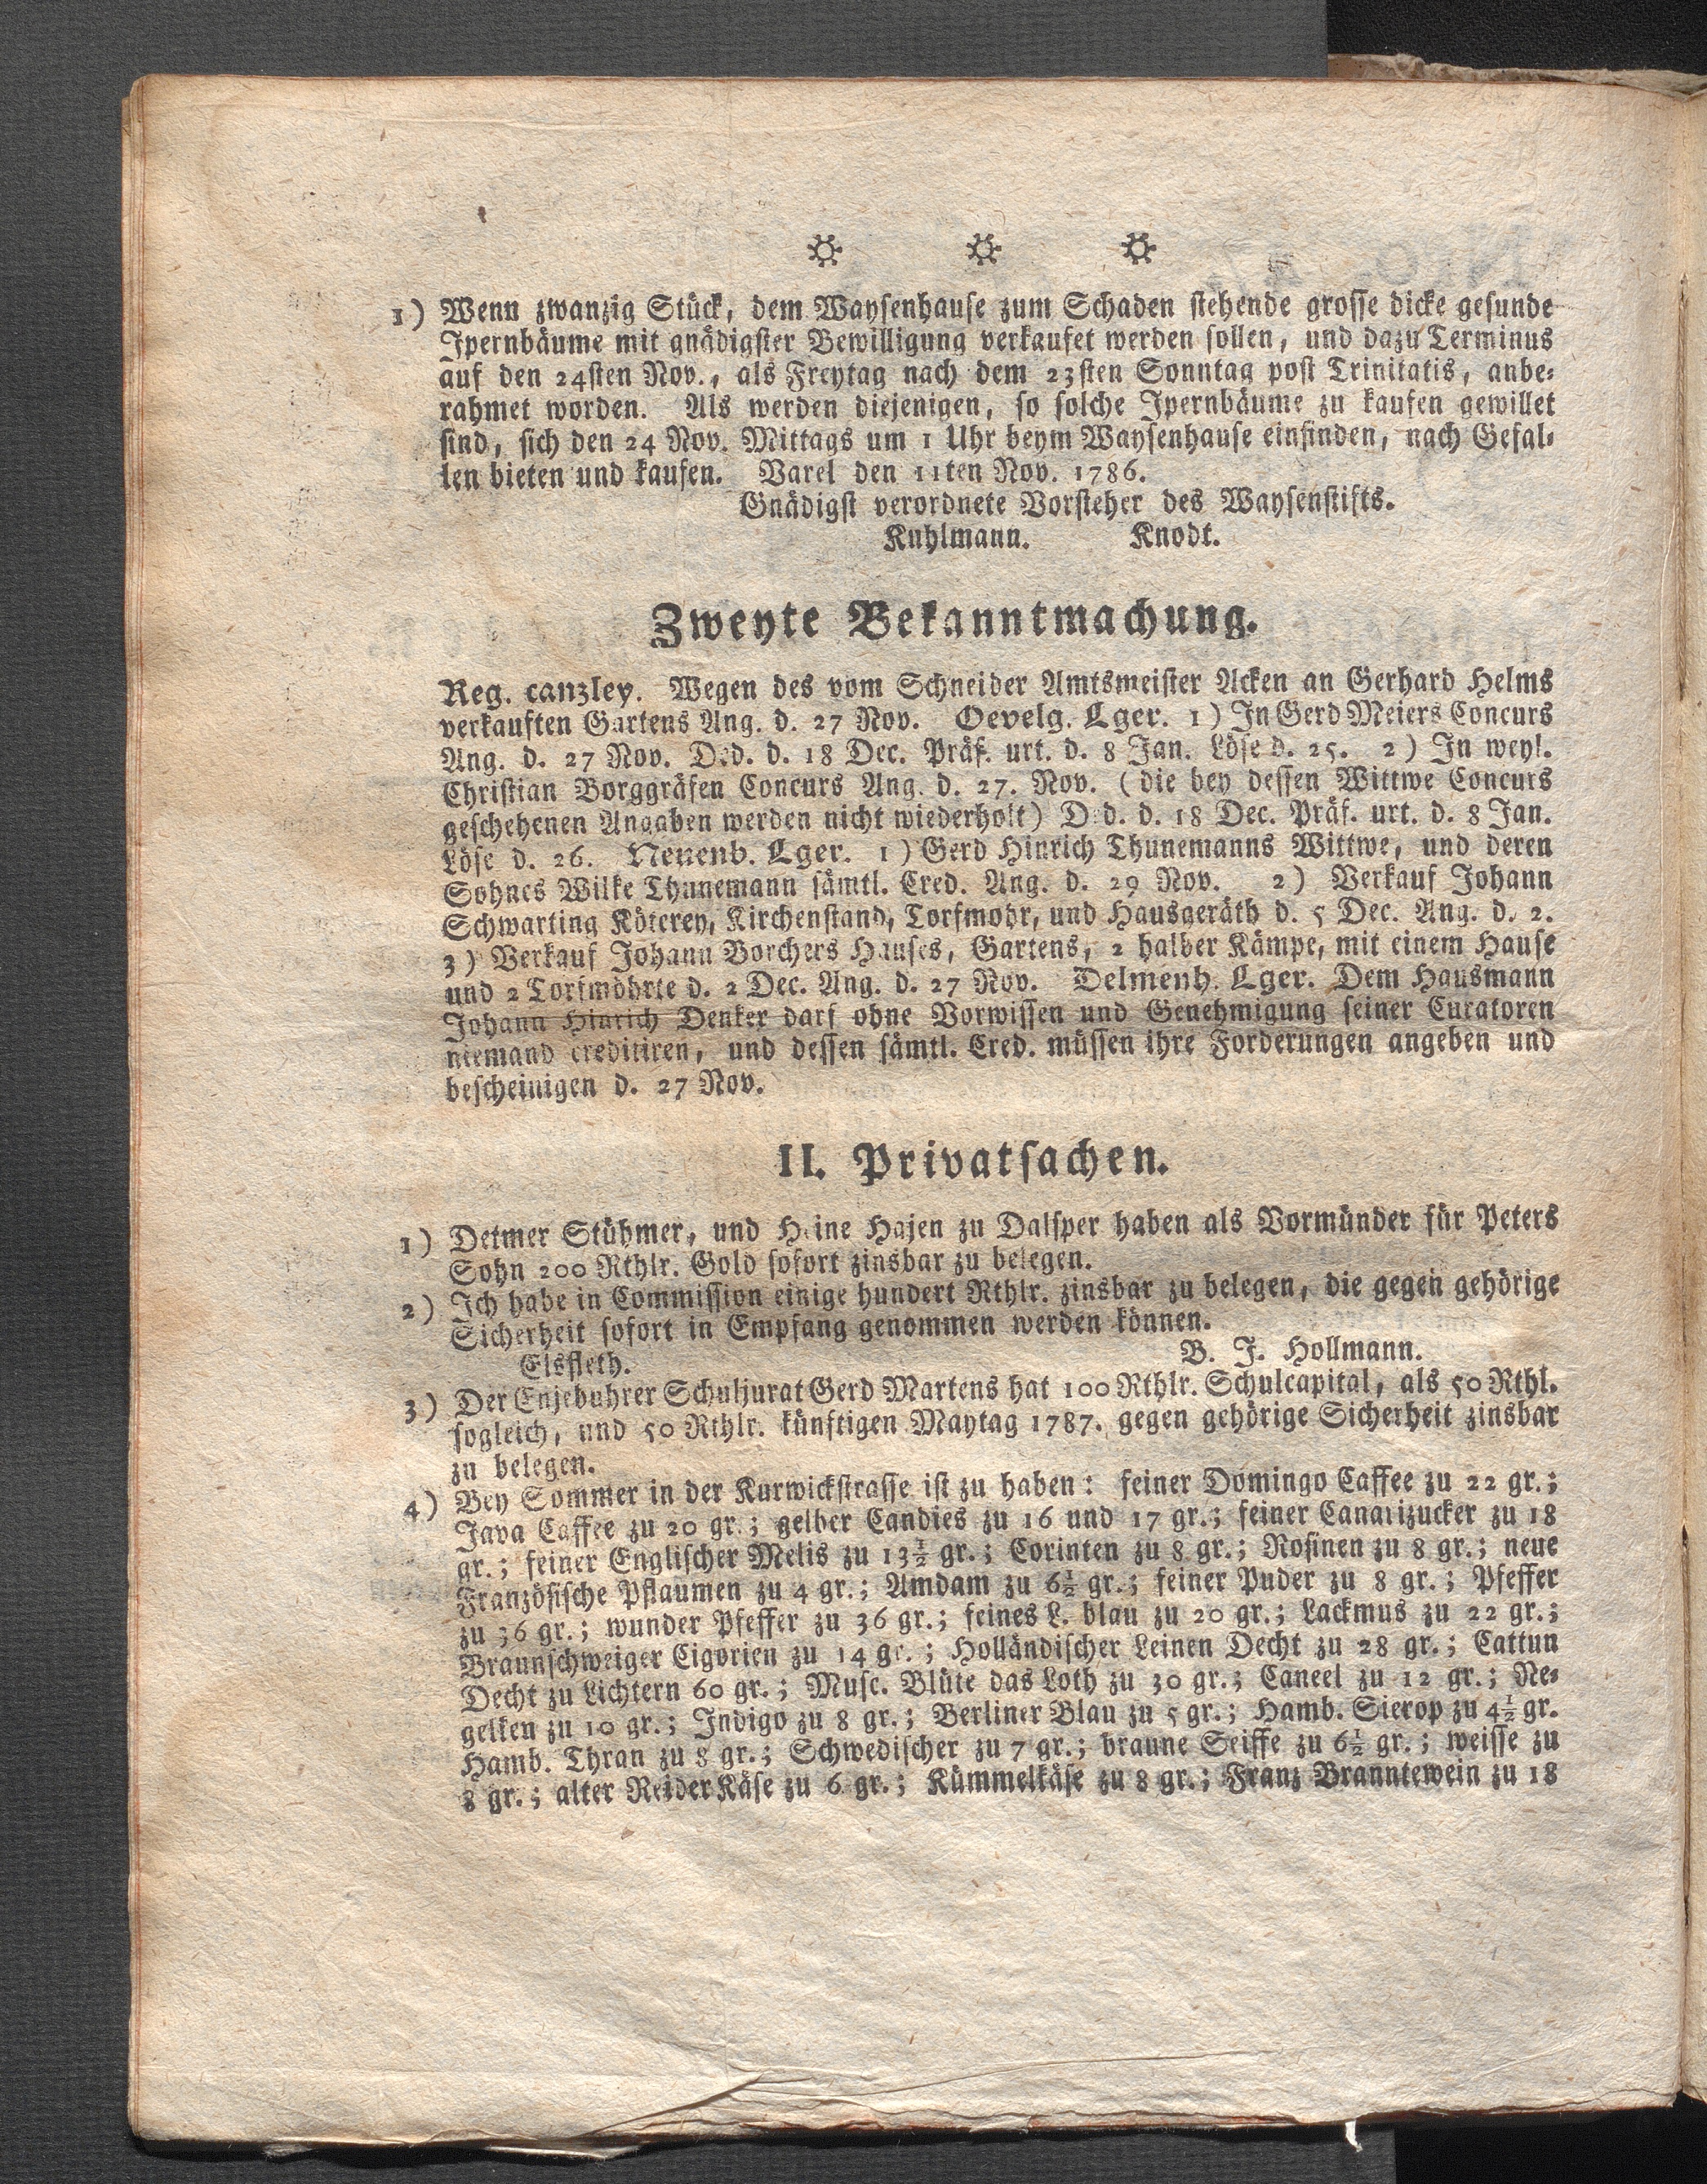 1) Wenn zwanzig Stück, dem Waysenhause zum Schaden stehende grosse dicke gesunde
Ipernbäume mit gnädigster Bewilligung verkaufet werden sollen, und dazu Terminus
auf den 24sten Nov., als Freytag nach dem 23sten Sonntag post Trinitatis, anbe-
rahmet worden. Als werden diejenigen, so solche Ipernbäume zu kaufen gewillet
sind, sich den 24 Nov. Mittags um 1 Uhr beym Waysenhause einfinden, nach Gefal-
len bieten und kaufen. Varel den 11ten Nov. 1786.
Gnädigst verordnete Vorsteher des Waysenstifts.
Kuhlmann. Knodt.
Zweyte Bekanntmachung.
Reg. canzley. Wegen des vom Schneider Amtsmeister Acken an Gerhard Helms
verkauften Gartens Ang. d. 27 Nov. Oevelg. Lger. 1) In Gerd Meiers Concurs
Ang. d. 27 Nov. Ded. d. 18 Dec. Präf. urt. d. 8 Jan. Löse d. 25. 2) In weyl.
Christian Borggräfen Concurs Ang. d. 27. Nov. (die bey dessen Wittwe Concurs
geschehenen Angaben werden nicht wiederholt) Ded. d. 18 Dec. Präf. urt. d. 8 Jan.
Löse d. 26. Neuenb. Lger. 1) Gerd Hinrich Thunemanns Wittwe, und deren
Sohnes Wilke Thunemann sämtl. Cred. Ang. d. 29 Nov. 2) Verkauf Johann
Schwarting Köterey, Kirchenstand, Torfmohr, und Hausgeräth d. 5 Dec. Ang. d. 2.
3) Verkauf Johann Borchers Hauses, Gartens, 2 halber Kämpe, mit einem Hause
und 2 Torfmöhrte d. 2 Dec. Ang. d. 27 Nov. Delmenh. Lger. Dem Hausmann
Johann Hinrich Denker darf ohne Vorwissen und Genehmigung seiner Curatoren
niemand creditiren, und dessen sämtl. Cred. müssen ihre Forderungen angeben und
bescheinigen d. 27 Nov.
II. Privatsachen.
1) Detmer Stühmer, und Heine Hajen zu Dalsper haben als Vormünder für Peters
Sohn 200 Rthlr. Gold sofort zinsbar zu belegen.
2) Ich habe in Commission einige hundert Rthlr. zinsbar zu belegen, die gegen gehörige
Sicherheit sofort in Empfang genommen werden können.
Elsfleth. B. J. Hollmann.
3) Der Enjebuhrer Schuljurat Gerd Martens hat 100 Rthlr. Schulcapital, als 50 Rthl.
sogleich, und 50 Rthlr. künftigen Maytag 1787. gegen gehörige Sicherheit zinsbar
zu belegen.
4) Bey Sommer in der Kurwickstrasse ist zu haben: feiner Domingo Caffee zu 22 gr.;
Java Caffee zu 20 gr.; gelber Candies zu 16 und 17 gr.; feiner Canarizucker zu 18
gr.; feiner Englischer Melis zu 13½ gr.; Corinten zu 8 gr.; Rosinen zu 8 gr.; neue
Französische Pflaumen zu 4 gr.; Amdam zu 6½ gr.; feiner Puder zu 8 gr.; Pfeffer
zu 36 gr.; wunder Pfeffer zu 36 gr.; feines L. blau zu 20 gr.; Lackmus zu 22 gr.;
Braunschweiger Cigorien zu 14 gr.; Holländischer Leinen Decht zu 28 gr.; Cattun
Decht zu Lichtern 60 gr.; Musc. Blüte das Loth zu 30 gr.; Caneel zu 12 gr.; Ne-
gelken zu 10 gr.; Indigo zu 8 gr.; Berliner Blau zu 5 gr.; Hamb. Sierop zu 4½ gr.
Hamb. Thran zu 8 gr.; Schwedischer zu 7 gr.; braune Seiffe zu 6½ gr.; weisse zu
8 gr.; alter Reider Käse zu 6 gr.; Kümmelkäse zu 8 gr.; Franz Branntewein zu 18